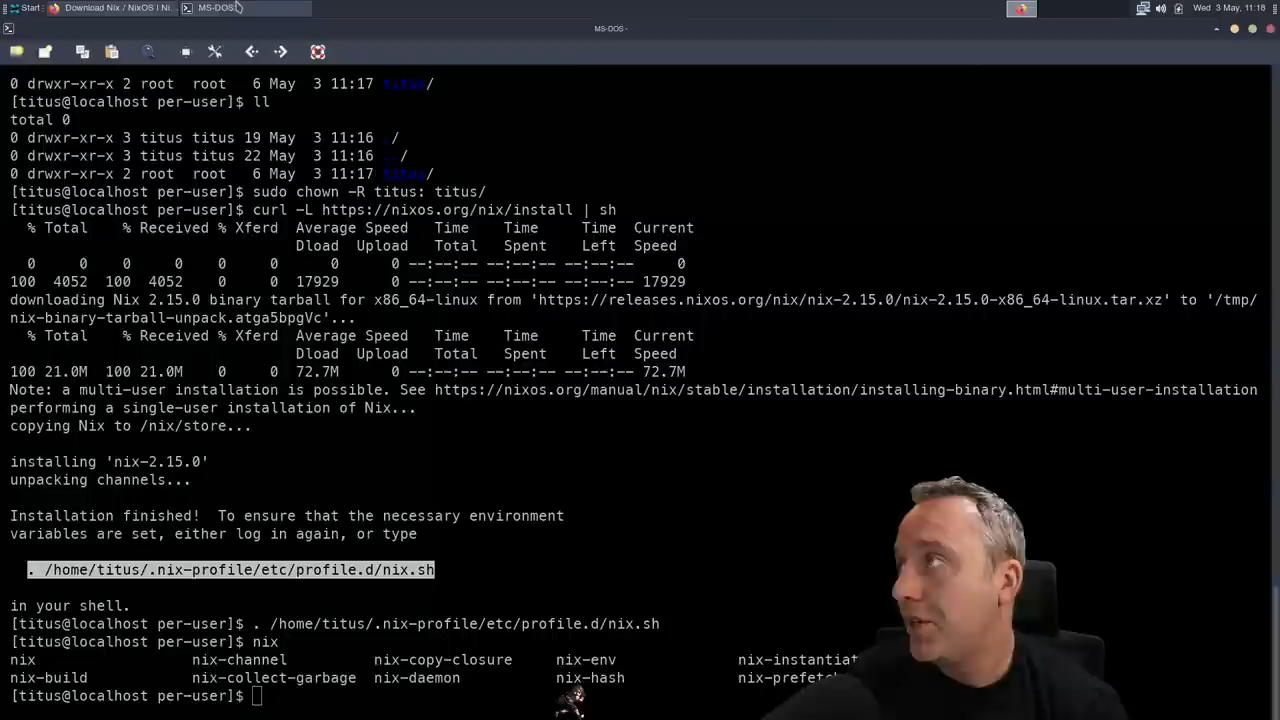 Start
Download Nix / NixOS | Ni...
MS-DOS
Wed 3 May, 11:18
MS-DOS-
0 drwxr-xr-x 2 root  root   6 May  3 11:17 titus/
[titus@localhost per-user]$ ll
total 0
0 drwxr-xr-x 3 titus titus 19 May  3 11:16 ./
0 drwxr-xr-x 3 titus titus 22 May  3 11:16 ../
0 drwxr-xr-x 2 root  root   6 May  3 11:17 titus/
[titus@localhost per-user]$ sudo chown -R titus: titus/
[titus@localhost per-user]$ curl -L https://nixos.org/nix/install | sh
% Total    % Received % Xferd  Average Speed   Time    Time     Time  Current
Dload  Upload   Total   Spent    Left  Speed
0     0    0     0    0     0      0      0 --:--:-- --:--:-- --:--:--     0
100  4052  100  4052    0     0  17929      0 --:--:-- --:--:-- --:--:-- 17929
downloading Nix 2.15.0 binary tarball for x86_64-linux from 'https://releases.nixos.org/nix/nix-2.15.0/nix-2.15.0-x86_64-linux.tar.xz' to '/tmp/
nix-binary-tarball-unpack.atga5bpgVc'...
% Total    % Received % Xferd  Average Speed   Time    Time     Time  Current
Dload  Upload   Total   Spent    Left  Speed
100 21.0M  100 21.0M    0     0  72.7M      0 --:--:-- --:--:-- --:--:-- 72.7M
Note: a multi-user installation is possible. See https://nixos.org/manual/nix/stable/installation/installing-binary.html#multi-user-installation
performing a single-user installation of Nix...
copying Nix to /nix/store...
installing 'nix-2.15.0'
unpacking channels...
Installation finished!  To ensure that the necessary environment
variables are set, either log in again, or type
. /home/titus/.nix-profile/etc/profile.d/nix.sh
in your shell.
[titus@localhost per-user]$ . /home/titus/.nix-profile/etc/profile.d/nix.sh
[titus@localhost per-user]$ nix
nix                  nix-channel          nix-copy-closure     nix-env              nix-instantiat
nix-build            nix-collect-garbage  nix-daemon           nix-hash             nix-prefetc
[titus@localhost per-user]$